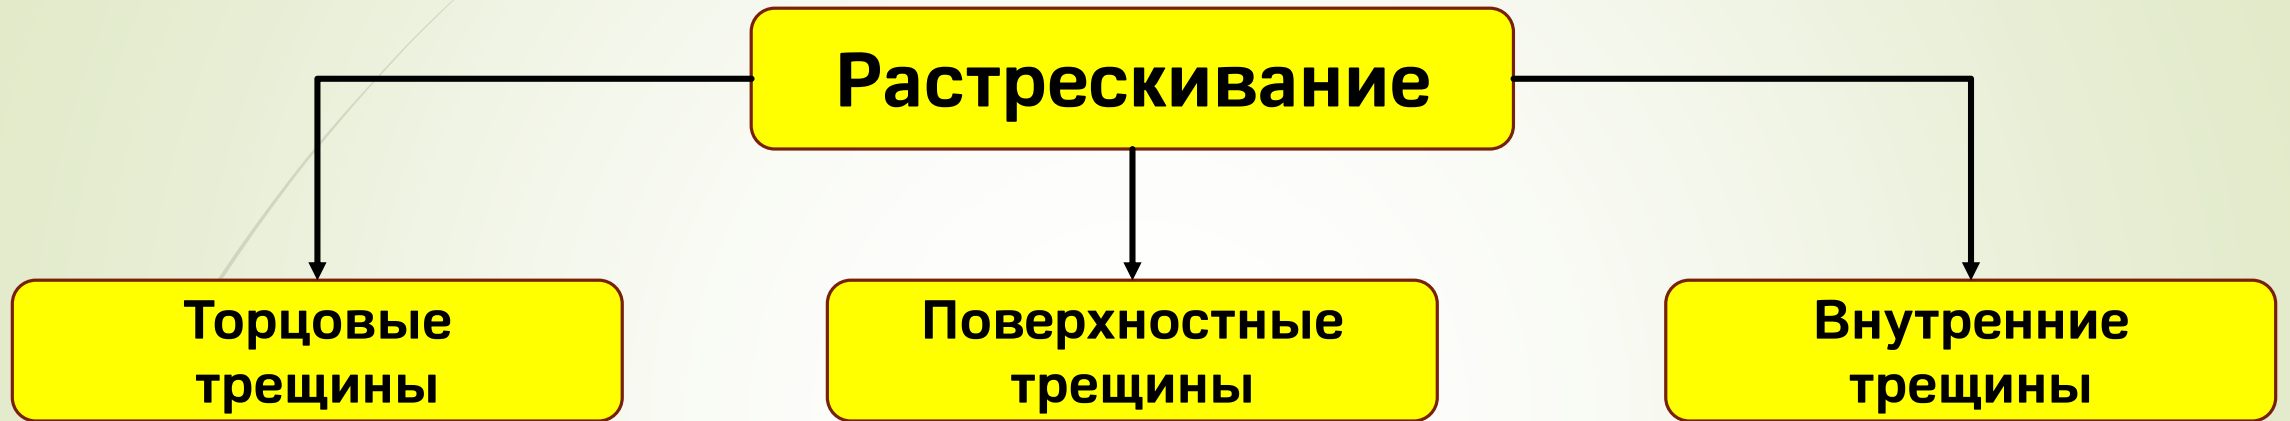 Растрескивание
Торцовые
трещины
Поверхностные
трещины
Внутренние
трещины